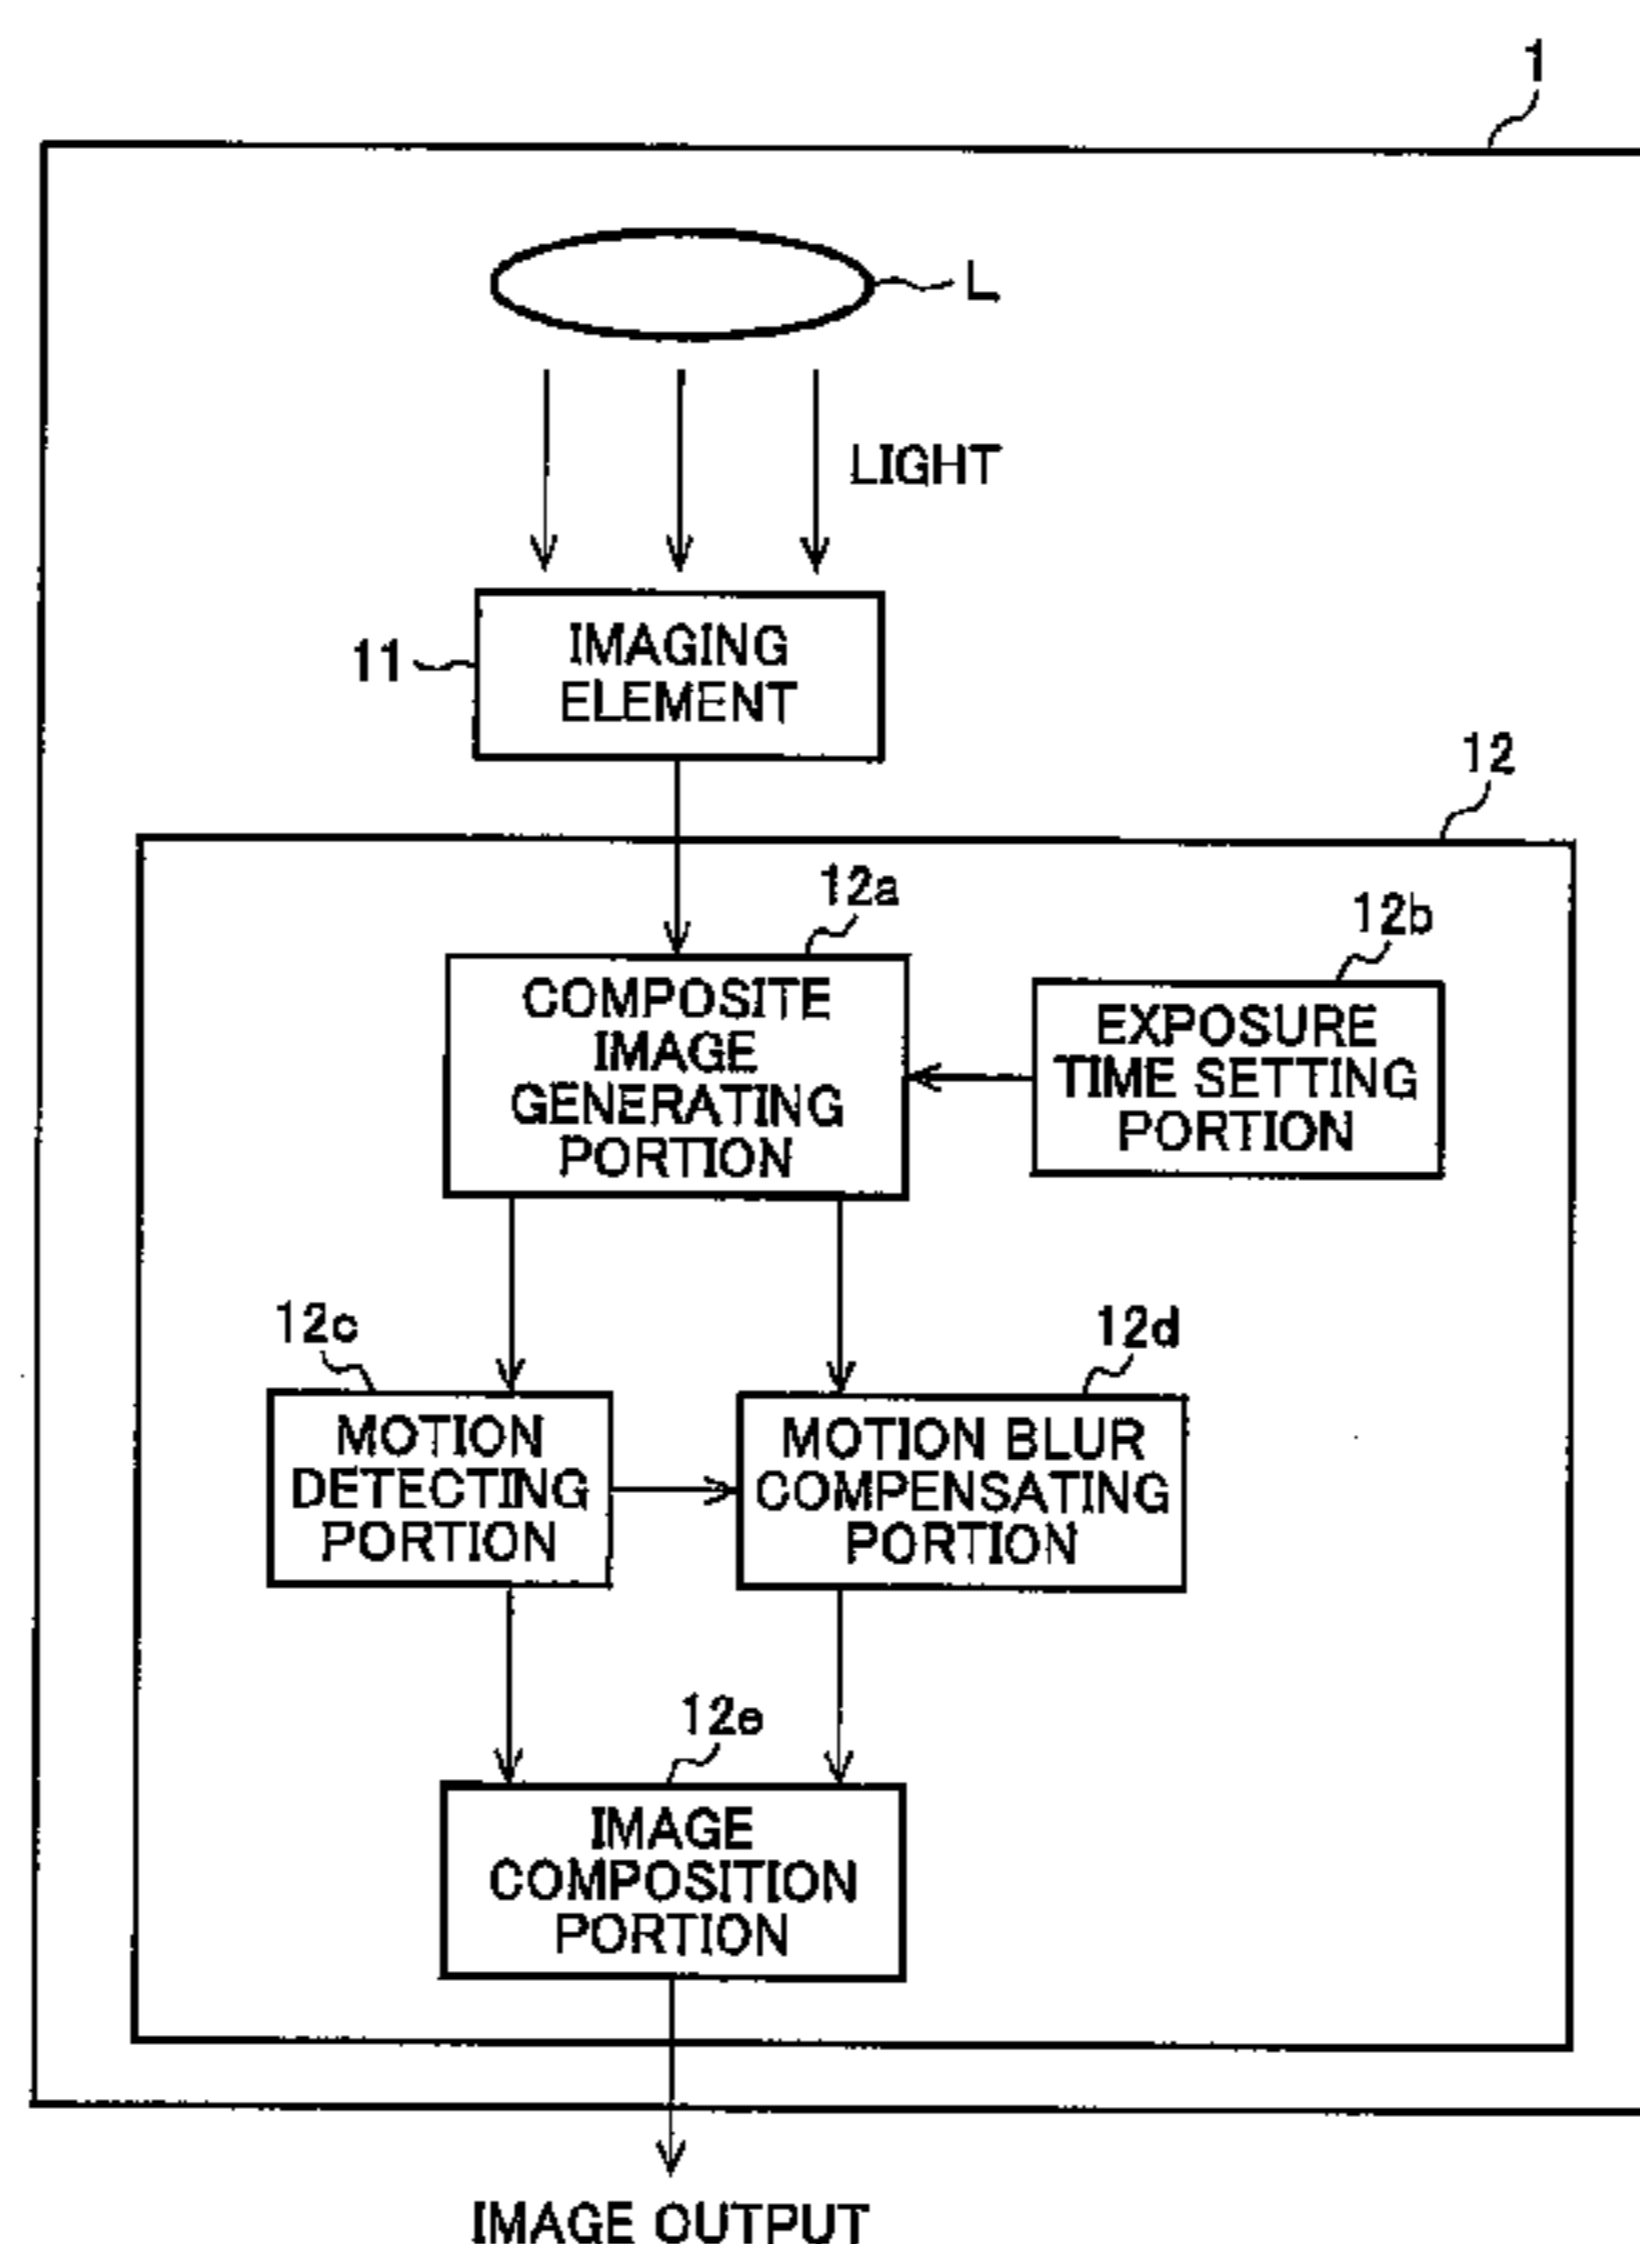 1
L
LIGHT
11
IMAGING
ELEMENT
12
12a
12b
COMPOSITE
IMAGE
GENERATING
PORTION
EXPOSURE
TIME SETTING
PORTION
12c
12d
MOTION
DETECTING
PORTION
MOTION BLUR
COMPENSATING
PORTION
12e
IMAGE
COMPOSITION
PORTION
IMAGE OUTPUT